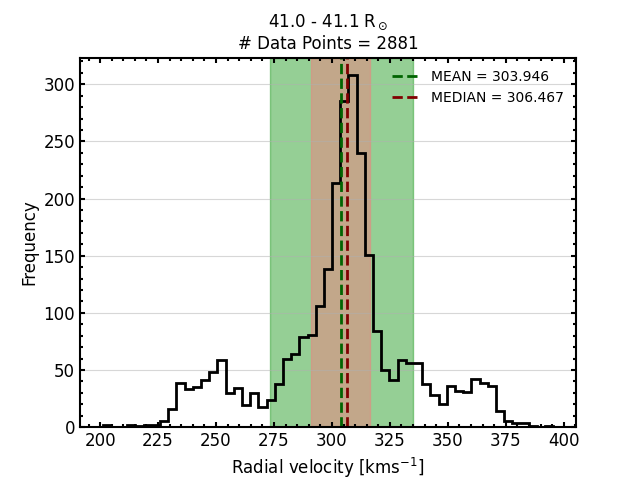 41.0 - 41.1 R⊙
# Data Points = 2881
MEAN = 303.946
MEDIAN = 306.467
Frequency
300
250
200
150
100
50
0
200 225 250 275 300 325 350 375 400
Radial velocity [kms⁻¹]